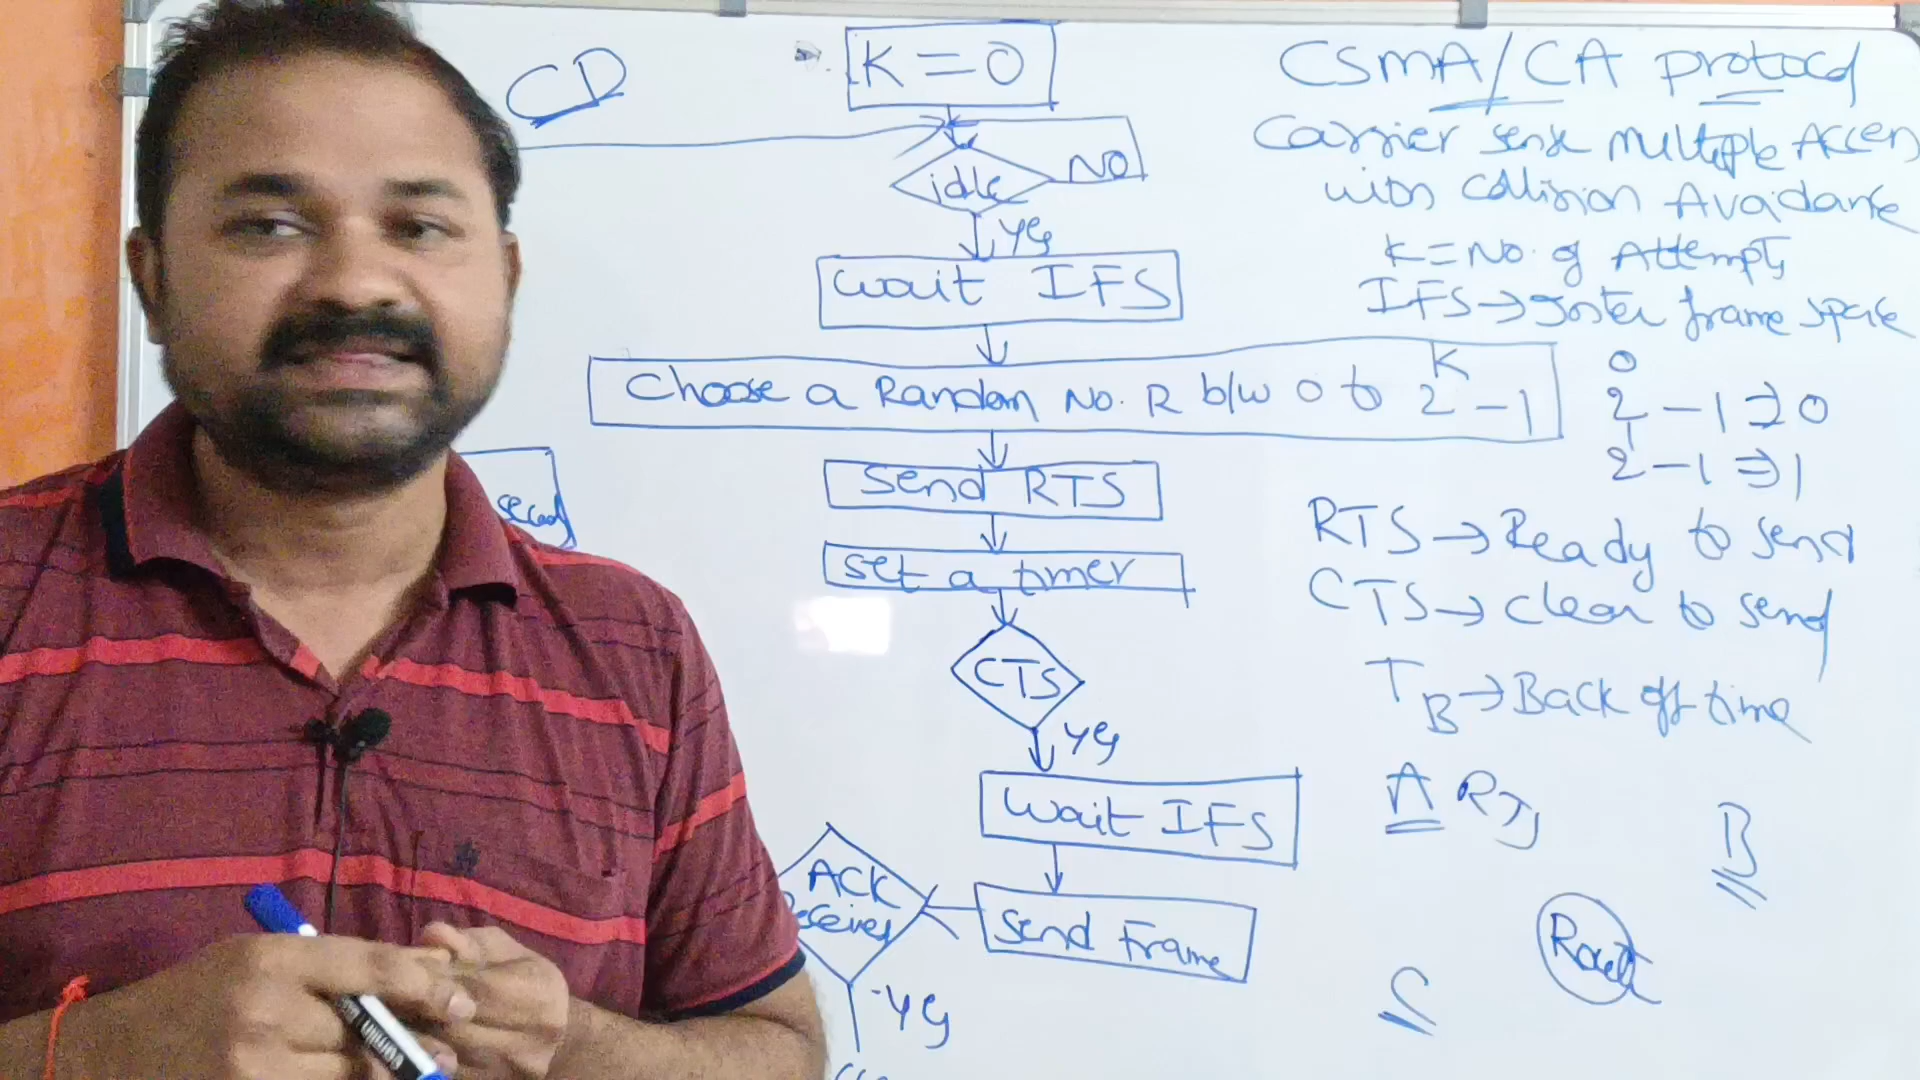 CD
K = 0
idle
NO
Yes
wait IFS
Choose a Random No. R b/w 0 to 2^K - 1
Send RTS
set a timer
CTS
Yes
wait IFS
Send Frame
ACK
Yes
CSMA/CA protocol
Carrier Sense Multiple Access
with Collision Avoidance
K = No. of Attempts
IFS → Inter frame space
2^0 - 1 ⇒ 0
2^1 - 1 ⇒ 1
RTS → Ready to send
CTS → Clear to send
T_B → Back off time
A RTS
B
C